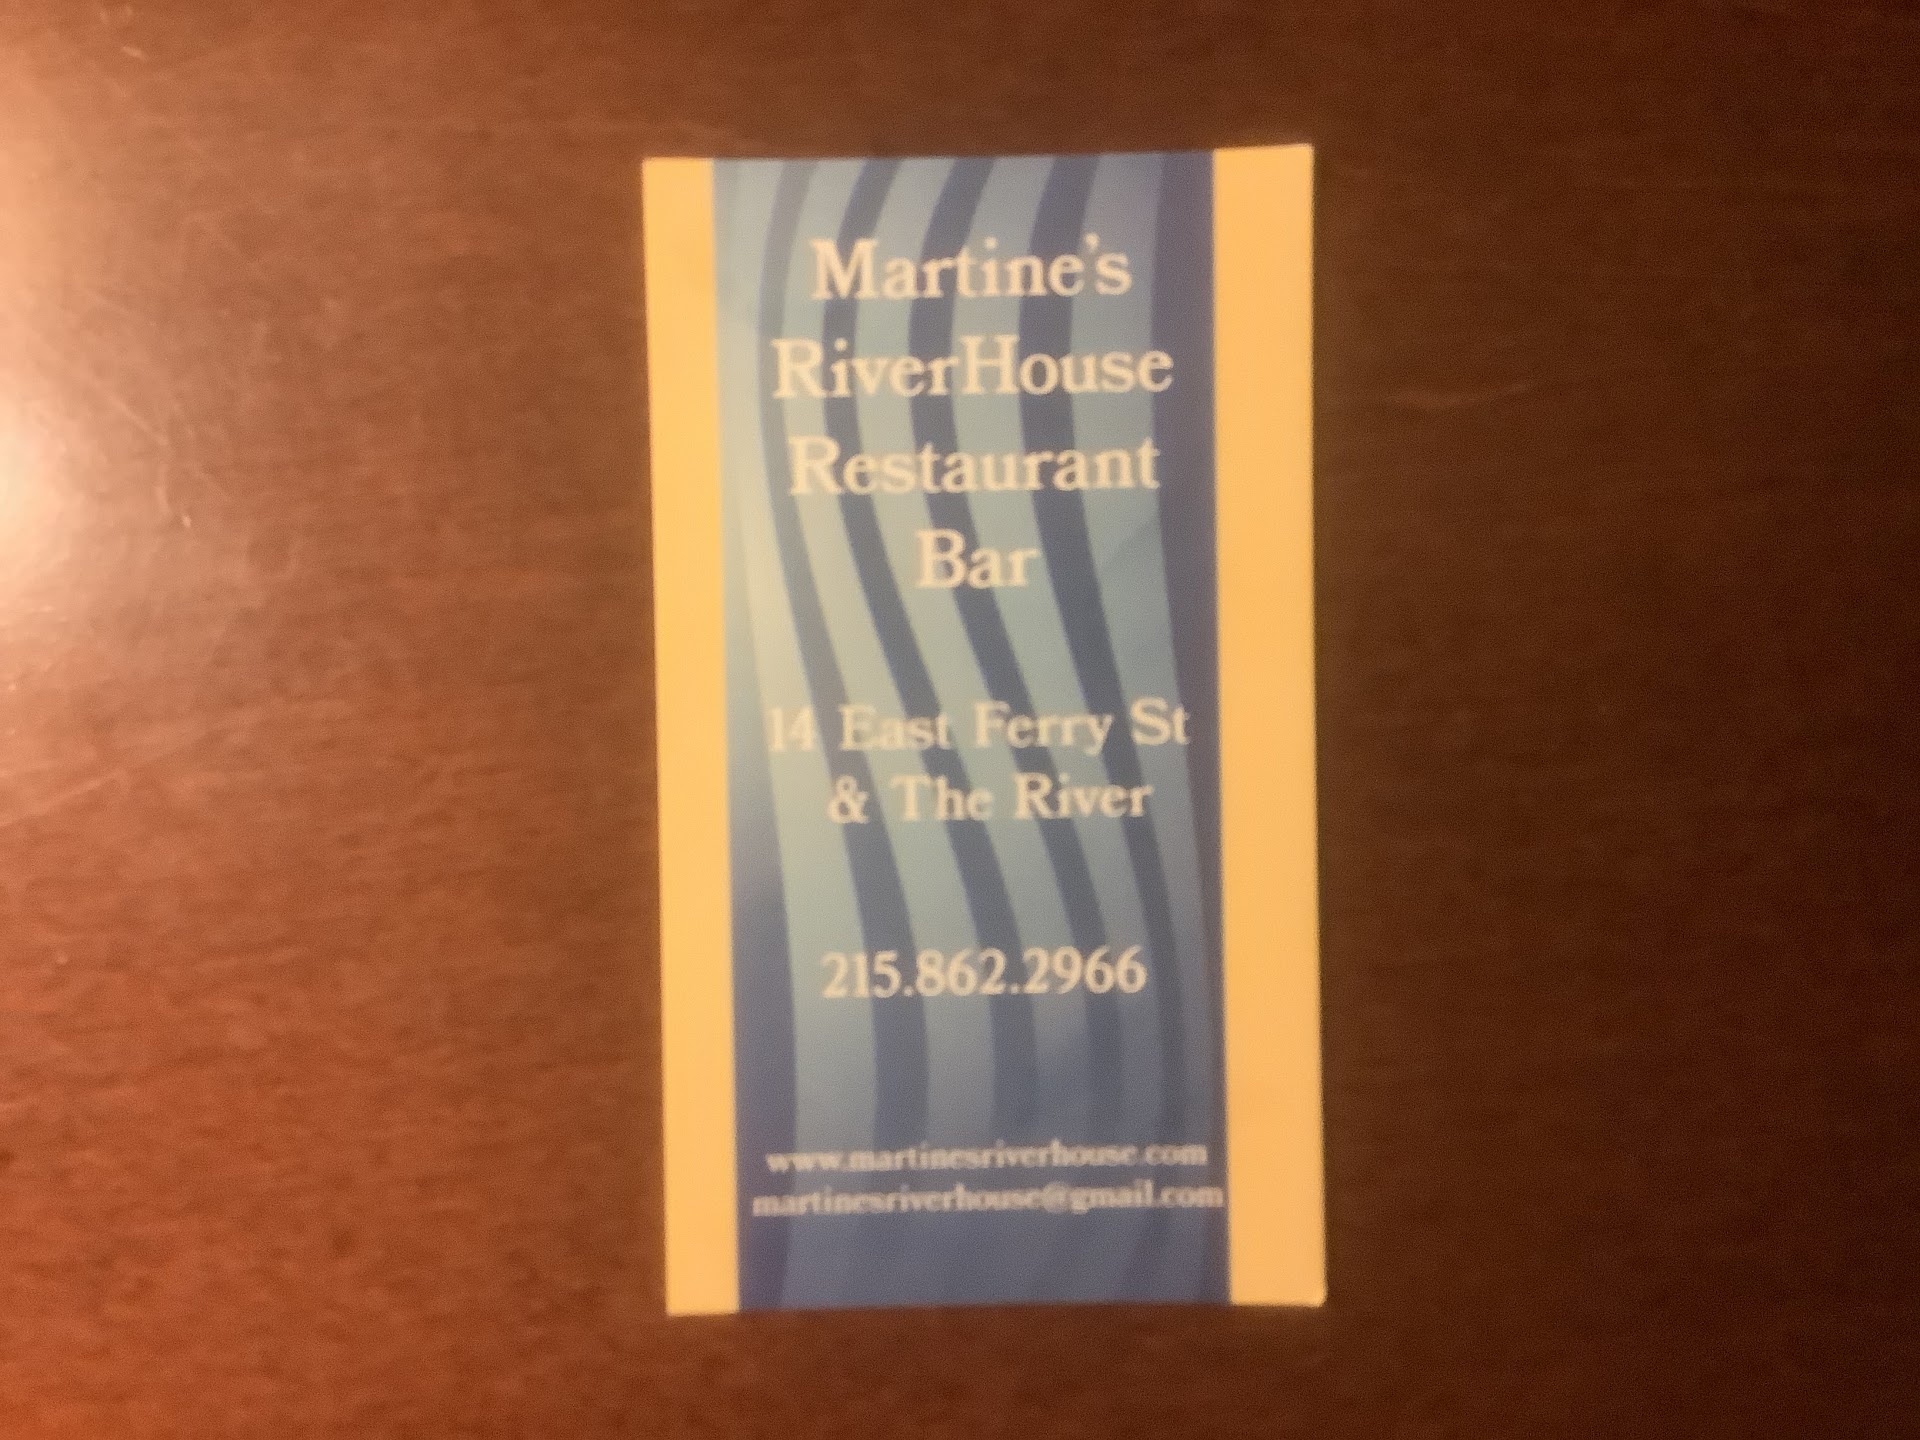 Martine's
RiverHouse
Restaurant
Bar
14 East Ferry St
& The River
215.862.2966
www.martinesriverhouse.com
martinesriverhouse@gmail.com